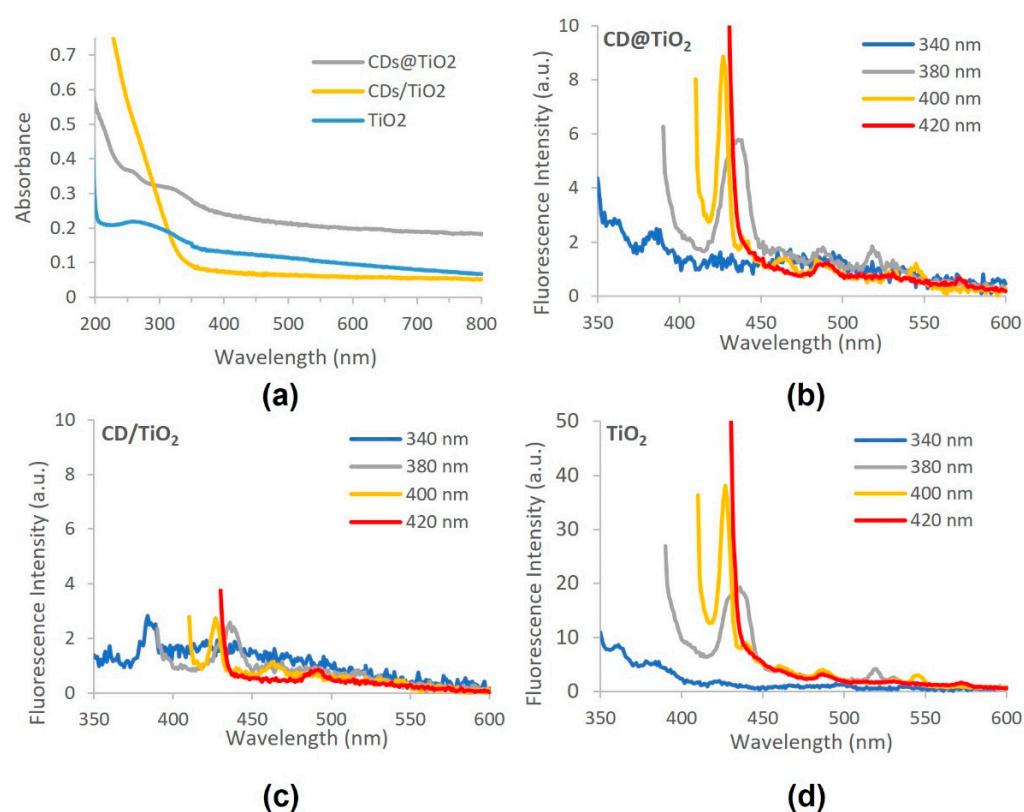 0.7
0.6
0.5
0.4
0.3
0.2
0.1
0
Absorbance
CDs@TiO2
CDs/TiO2
TiO2
200 300 400 500 600 700 800
Wavelength (nm)
(a)
10
8
6
4
2
0
Fluorescence Intensity (a.u.)
CD@TiO₂
340 nm
380 nm
400 nm
420 nm
350 400 450 500 550 600
Wavelength (nm)
(b)
10
8
6
4
2
0
Fluorescence Intensity (a.u.)
CD/TiO₂
340 nm
380 nm
400 nm
420 nm
350 400 450 500 550 600
Wavelength (nm)
(c)
50
40
30
20
10
0
Fluorescence Intensity (a.u.)
TiO₂
340 nm
380 nm
400 nm
420 nm
350 400 450 500 550 600
Wavelength (nm)
(d)